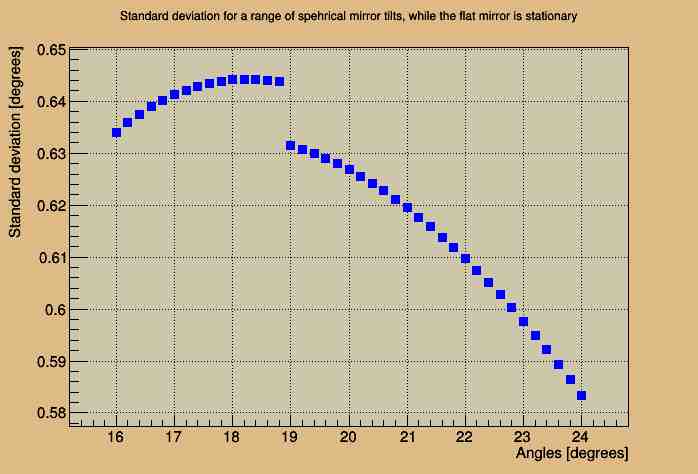 Standard deviation for a range of spehrical mirror tilts, while the flat mirror is stationary
Standard deviation [degrees]
0.65
0.64
0.63
0.62
0.61
0.6
0.59
0.58
16 17 18 19 20 21 22 23 24
Angles [degrees]